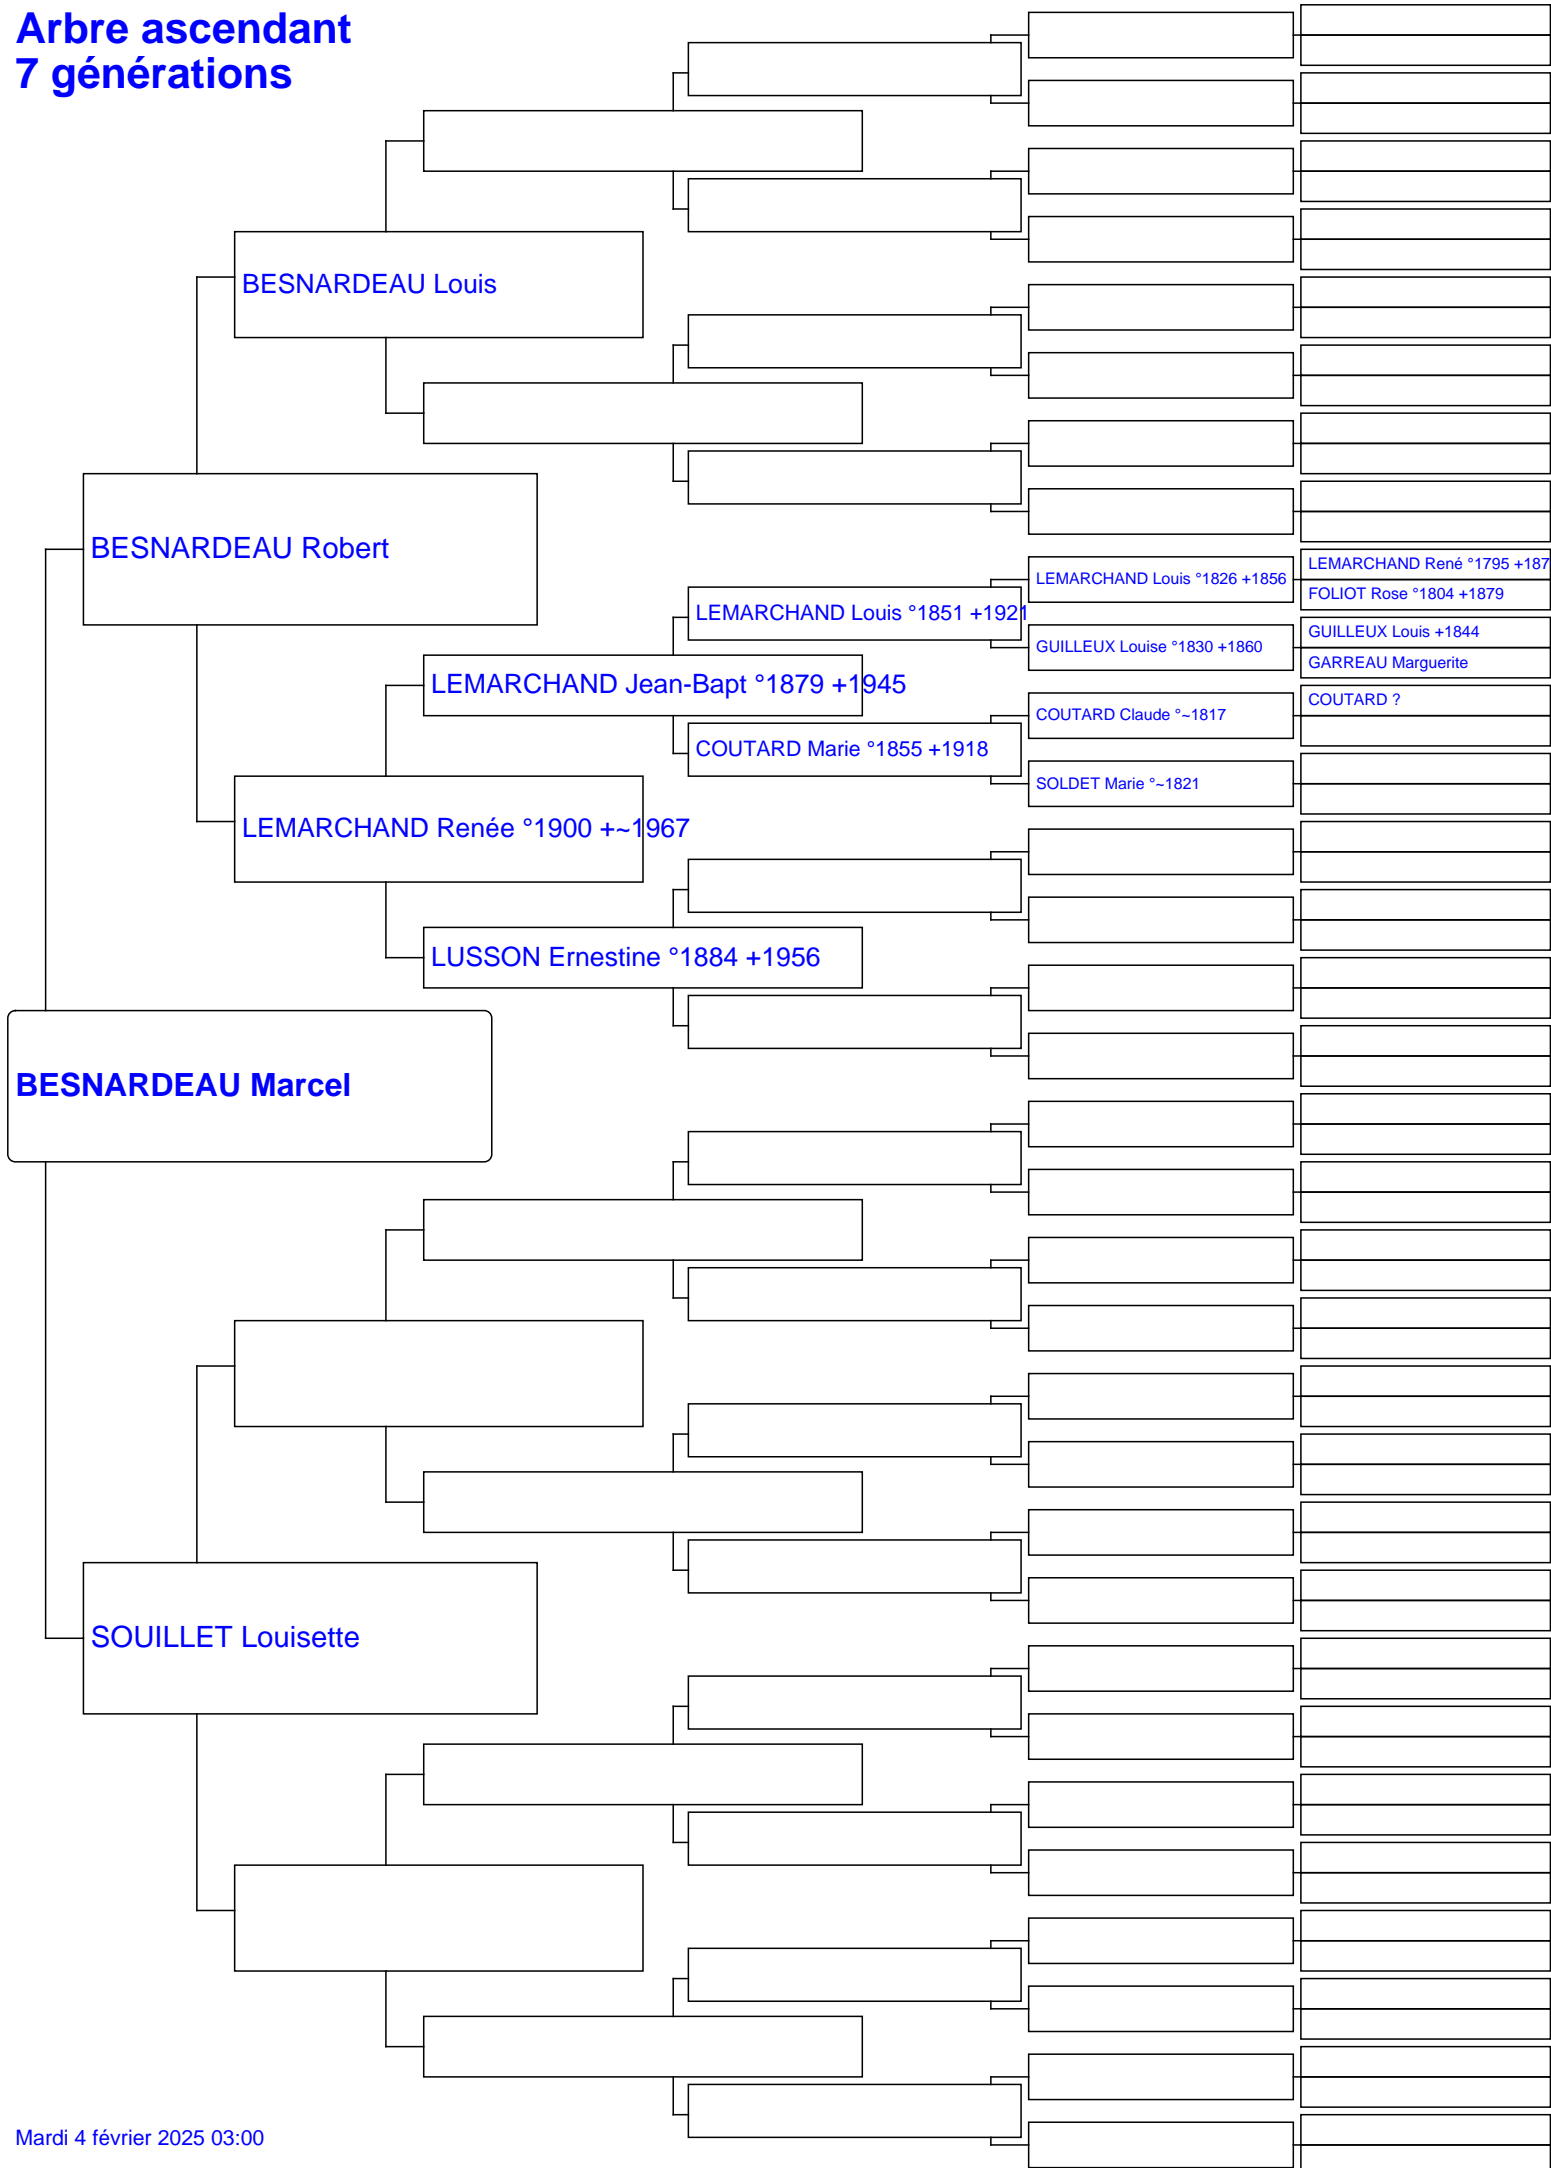 Arbre ascendant
7 générations
BESNARDEAU Louis
BESNARDEAU Robert
LEMARCHAND René °1795 +187
LEMARCHAND Louis °1826 +1856
FOLIOT Rose °1804 +1879
LEMARCHAND Louis °1851 +1921
GUILLEUX Louis +1844
GUILLEUX Louise °1830 +1860
GARREAU Marguerite
LEMARCHAND Jean-Bapt °1879 +1945
COUTARD ?
COUTARD Claude °~1817
COUTARD Marie °1855 +1918
SOLDET Marie °~1821
LEMARCHAND Renée °1900 +~1967
LUSSON Ernestine °1884 +1956
BESNARDEAU Marcel
SOUILLET Louisette
Mardi 4 février 2025 03:00